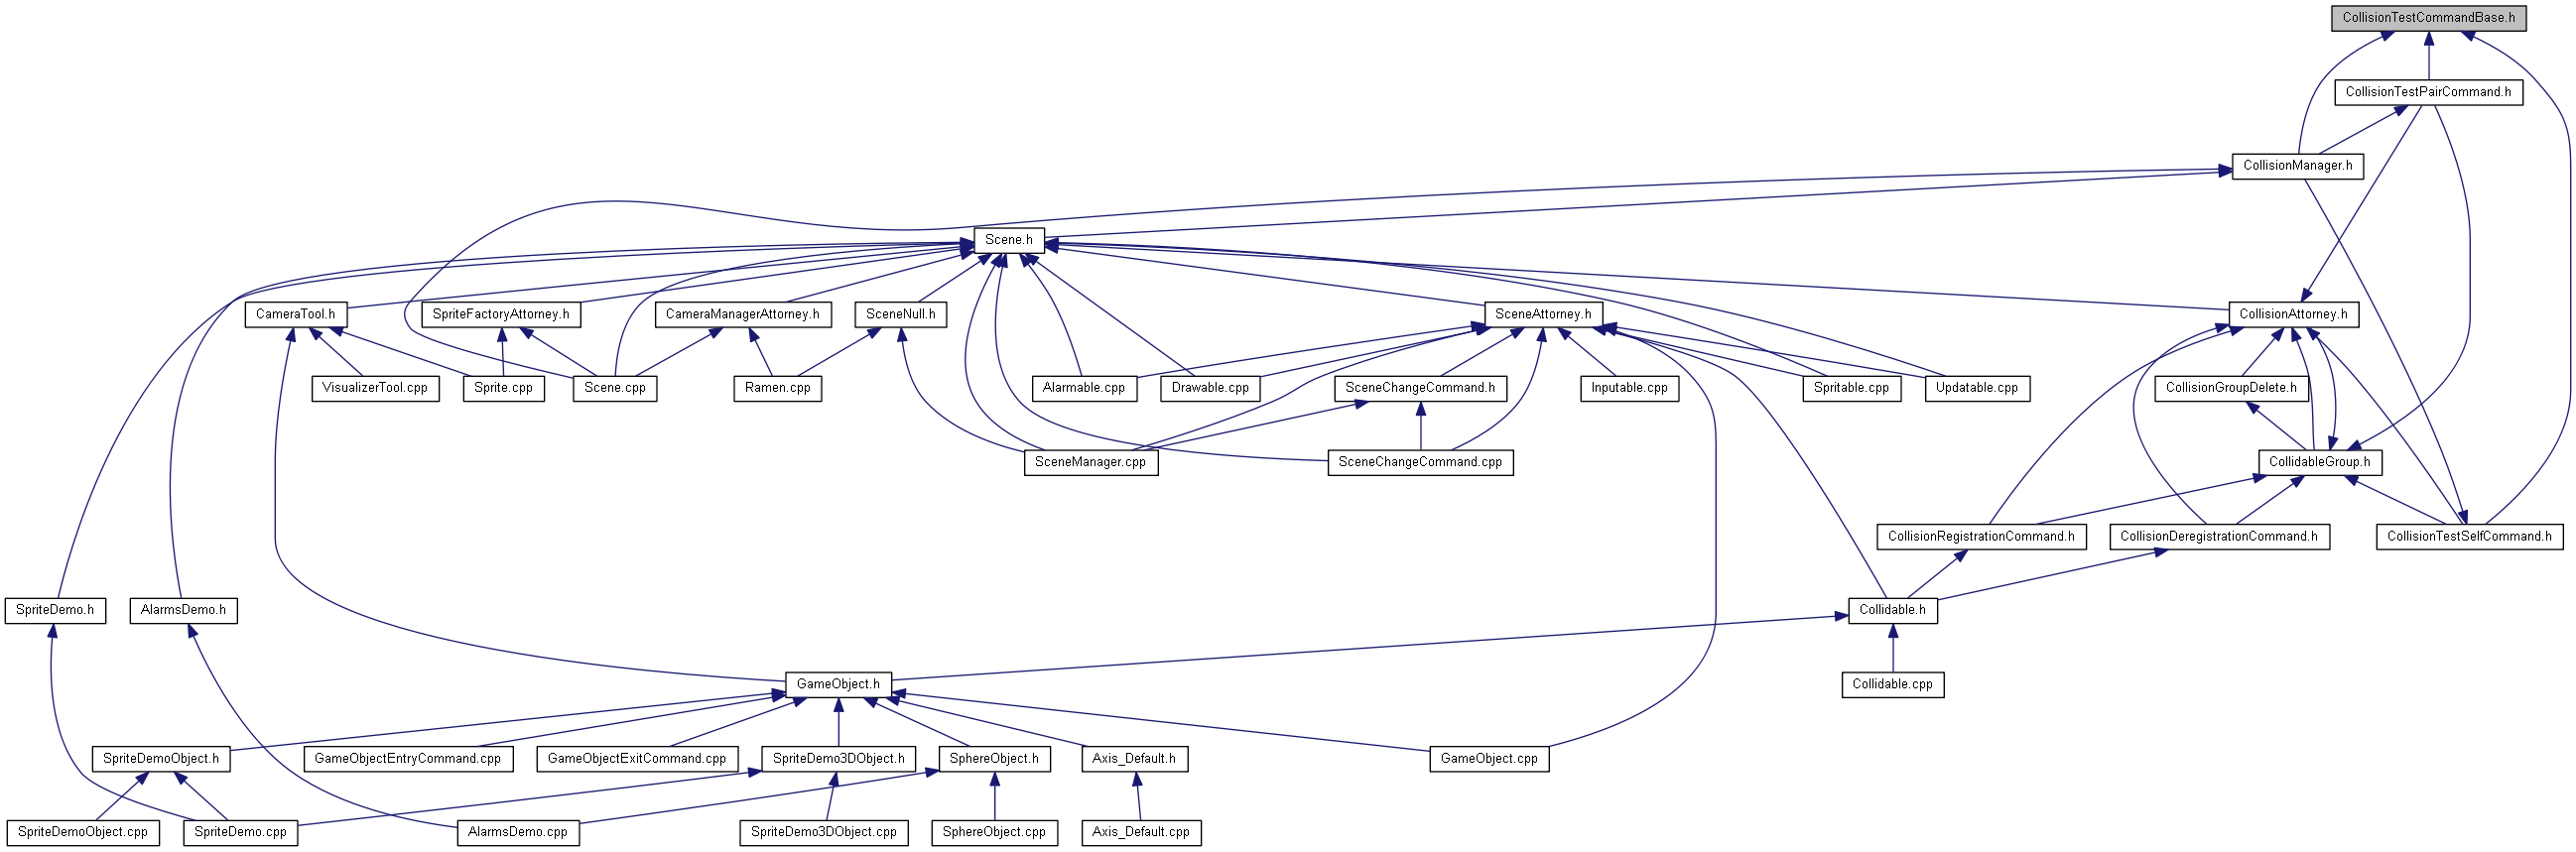 CollisionTestCommandBase.h
CollisionTestPairCommand.h
CollisionManager.h
Scene.h
CameraTool.h
SpriteFactoryAttorney.h
CameraManagerAttorney.h
SceneNull.h
SceneAttorney.h
CollisionAttorney.h
VisualizerTool.cpp
Sprite.cpp
Scene.cpp
Ramen.cpp
Alarmable.cpp
Drawable.cpp
SceneChangeCommand.h
Inputable.cpp
Spritable.cpp
Updatable.cpp
CollisionGroupDelete.h
SceneManager.cpp
SceneChangeCommand.cpp
CollidableGroup.h
CollisionRegistrationCommand.h
CollisionDeregistrationCommand.h
CollisionTestSelfCommand.h
SpriteDemo.h
AlarmsDemo.h
Collidable.h
GameObject.h
Collidable.cpp
SpriteDemoObject.h
GameObjectEntryCommand.cpp
GameObjectExitCommand.cpp
SpriteDemo3DObject.h
SphereObject.h
Axis_Default.h
GameObject.cpp
SpriteDemoObject.cpp
SpriteDemo.cpp
AlarmsDemo.cpp
SpriteDemo3DObject.cpp
SphereObject.cpp
Axis_Default.cpp